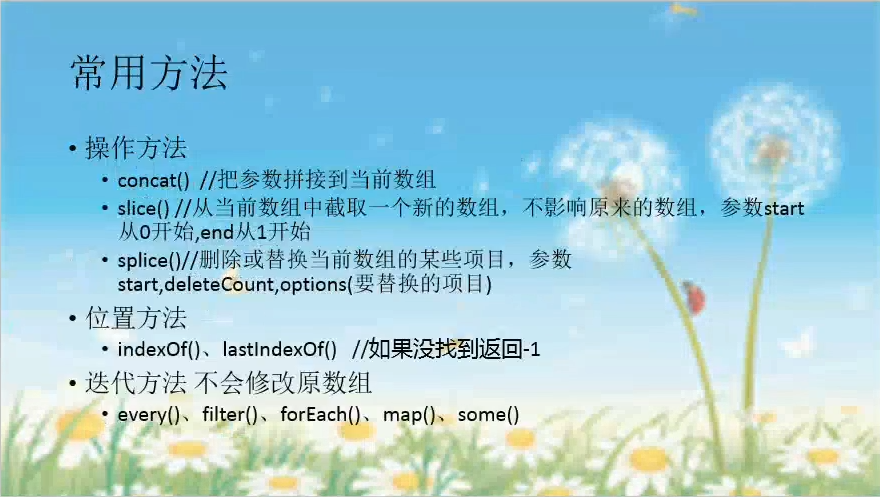 常用方法
• 操作方法
• concat() //把参数拼接到当前数组
• slice() //从当前数组中截取一个新的数组，不影响原来的数组，参数start
从0开始,end从1开始
• splice()//删除或替换当前数组的某些项目，参数
start,deleteCount,options(要替换的项目)
• 位置方法
• indexOf()、lastIndexOf() //如果没找到返回-1
• 迭代方法 不会修改原数组
• every()、filter()、forEach()、map()、some()